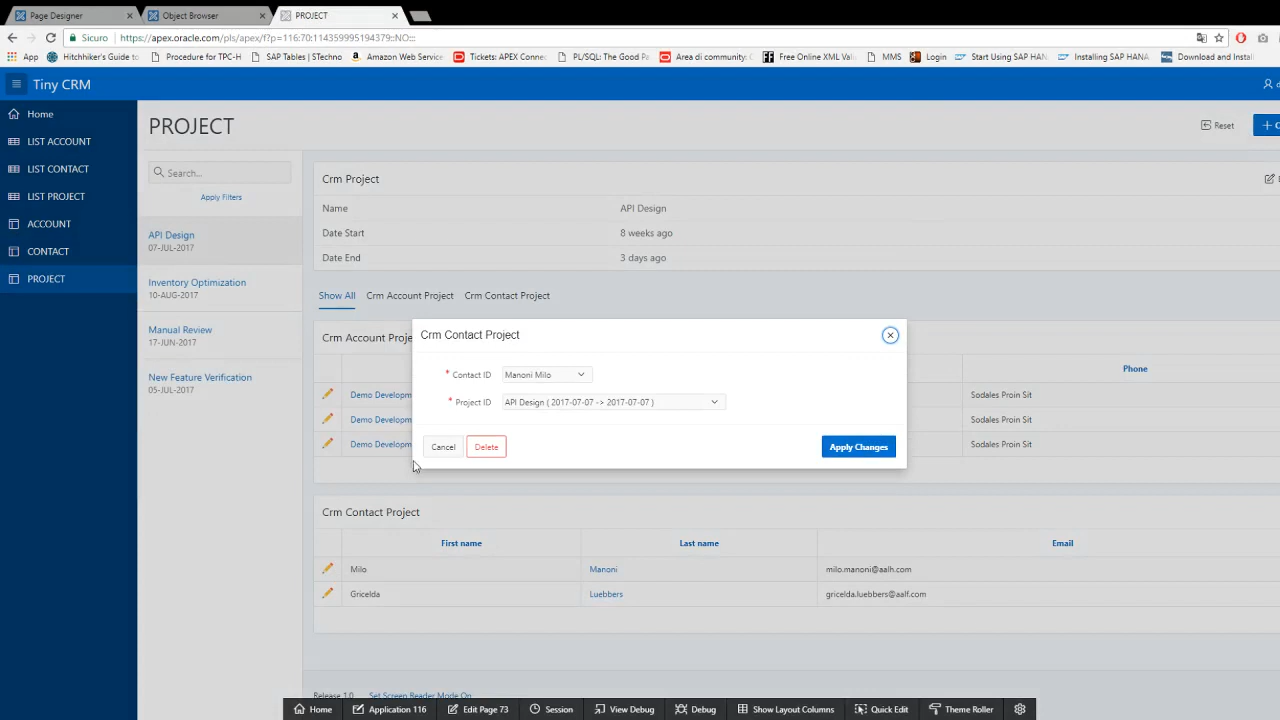 Page Designer
Object Browser
PROJECT
Sicuro https://apex.oracle.com/pls/apex/f?p=116:70:114359995194379::NO:::
App Hitchhiker's Guide to Procedure for TPC-H SAP Tables | STechno Amazon Web Service Tickets: APEX Connec PL/SQL: The Good Pa Area di community: Free Online XML Vali MMS Login Start Using SAP HAN Installing SAP HANA Download and Instal
Tiny CRM
Home
LIST ACCOUNT
LIST CONTACT
LIST PROJECT
ACCOUNT
CONTACT
PROJECT
PROJECT
Reset
Search...
Apply Filters
API Design
07-JUL-2017
Inventory Optimization
10-AUG-2017
Manual Review
17-JUN-2017
New Feature Verification
05-JUL-2017
Crm Project
Name API Design
Date Start 8 weeks ago
Date End 3 days ago
Show All Crm Account Project Crm Contact Project
Crm Account Proje
Phone
Demo Developm Sodales Proin Sit
Demo Developm Sodales Proin Sit
Demo Developm Sodales Proin Sit
Crm Contact Project
* Contact ID Manoni Milo
* Project ID API Design ( 2017-07-07 -> 2017-07-07 )
Cancel Delete Apply Changes
Crm Contact Project
First name Last name Email
Milo Manoni milo.manoni@aalh.com
Gricelda Luebbers gricelda.luebbers@aalf.com
Release 1.0 Set Screen Reader Mode On
Home Application 116 Edit Page 73 Session View Debug Debug Show Layout Columns Quick Edit Theme Roller